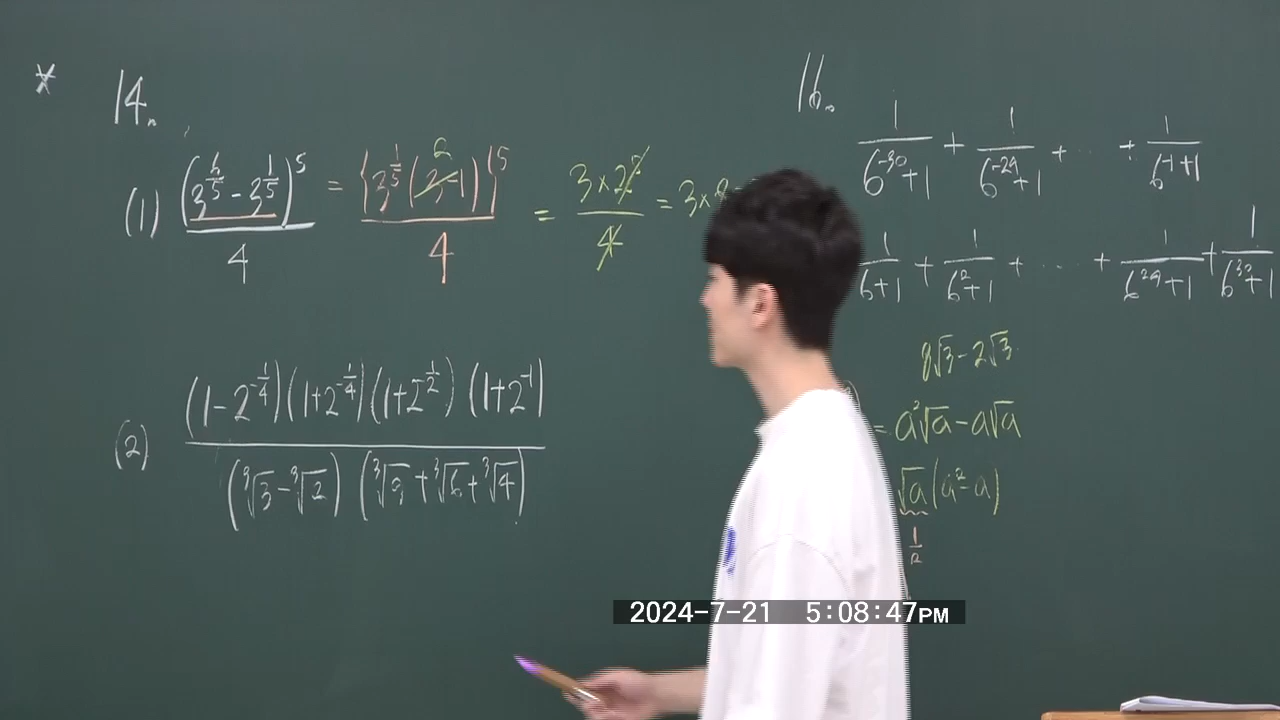 * 14.
(1) (3^{6/5} - 3^{1/5})^5 / 4 = {3^{1/5}(3-1)}^5 / 4 = 3×2^5 / 4 = 3×8
(2) (1-2^{-1/4})(1+2^{-1/4})(1+2^{-1/2})(1+2^{-1}) / (∛3-∛2)(∛9+∛6+∛4)
16.
1/(6^{-30}+1) + 1/(6^{-29}+1) + ... + 1/(6^{-1}+1)
1/(6+1) + 1/(6^2+1) + ... + 1/(6^{29}+1) + 1/(6^{30}+1)
8√3-2√3
= a^2√a-a√a
√a(a^2-a)
2024-7-21 5:08:47PM